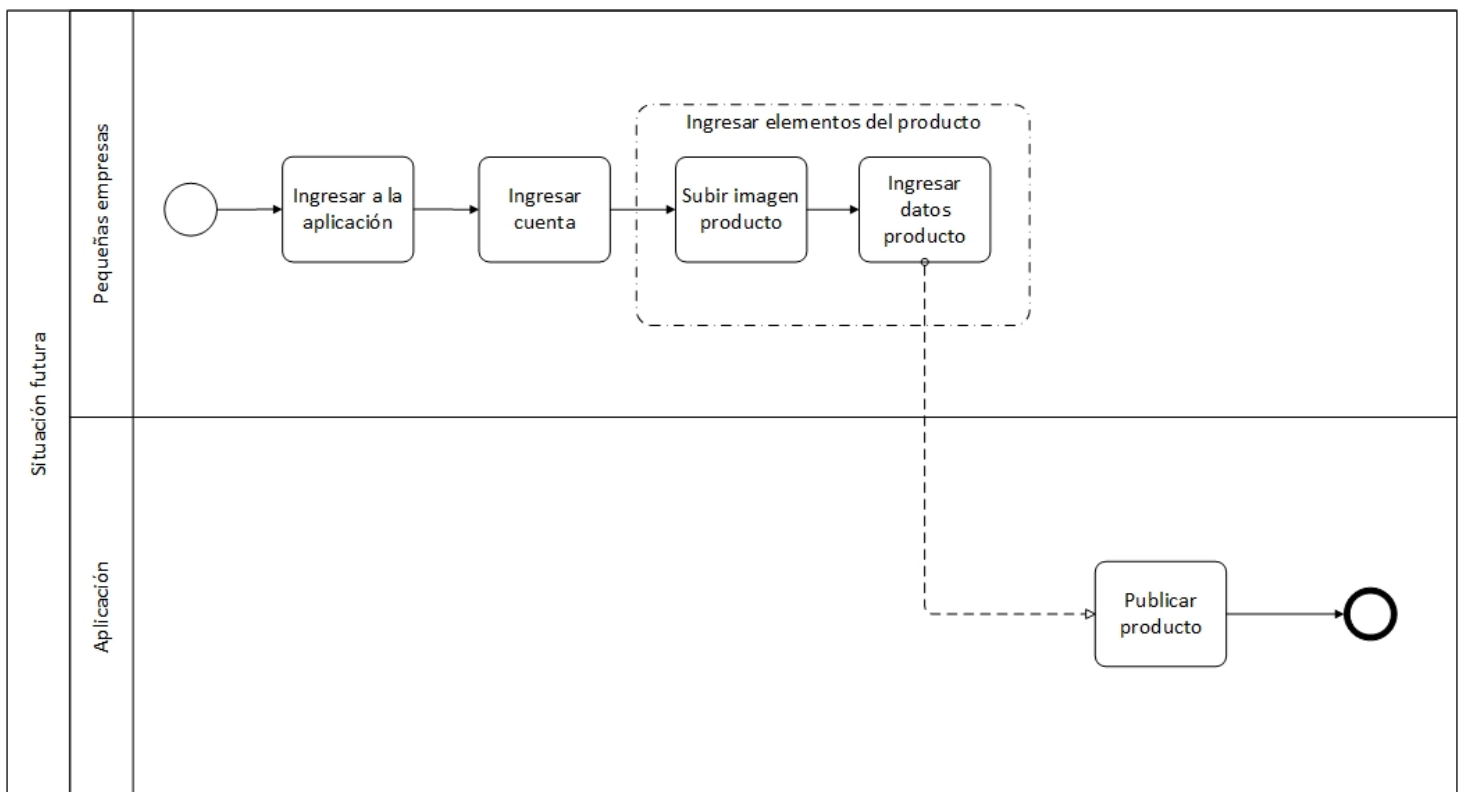 Situación futura
Pequeñas empresas
Ingresar a la
aplicación
Ingresar
cuenta
Ingresar elementos del producto
Subir imagen
producto
Ingresar
datos
producto
Aplicación
Publicar
producto